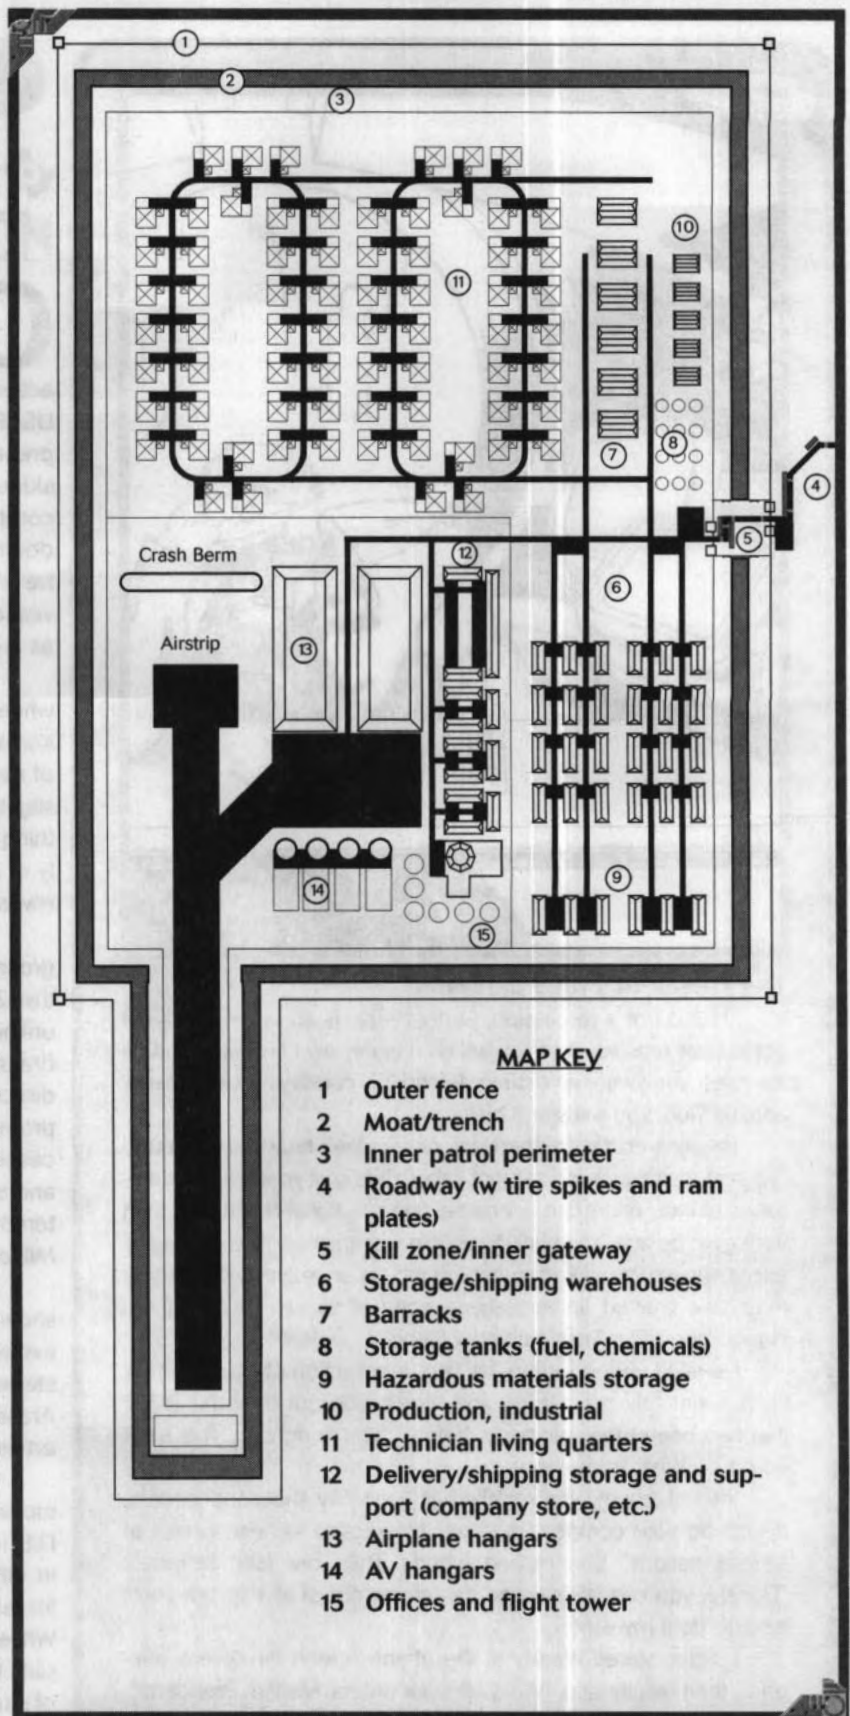 1
2
3
10
11
7
8
4
5
12
6
Crash Berm
13
Airstrip
14
9
15
MAP KEY
1 Outer fence
2 Moat/trench
3 Inner patrol perimeter
4 Roadway (w tire spikes and ram
plates)
5 Kill zone/inner gateway
6 Storage/shipping warehouses
7 Barracks
8 Storage tanks (fuel, chemicals)
9 Hazardous materials storage
10 Production, industrial
11 Technician living quarters
12 Delivery/shipping storage and sup-
port (company store, etc.)
13 Airplane hangars
14 AV hangars
15 Offices and flight tower